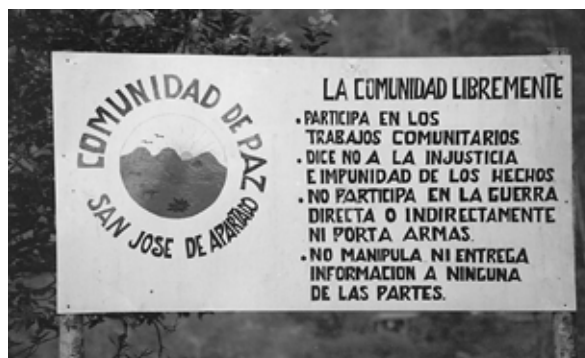 COMUNIDAD DE PAZ
SAN JOSE DE APARTADO
LA COMUNIDAD LIBREMENTE
• PARTICIPA EN LOS
TRABAJOS COMUNITARIOS.
• DICE NO A LA INJUSTICIA
E IMPUNIDAD DE LOS HECHOS.
• NO PARTICIPA EN LA GUERRA
DIRECTA O INDIRECTAMENTE
NI PORTA ARMAS.
• NO MANIPULA NI ENTREGA
INFORMACION A NINGUNA
DE LAS PARTES.